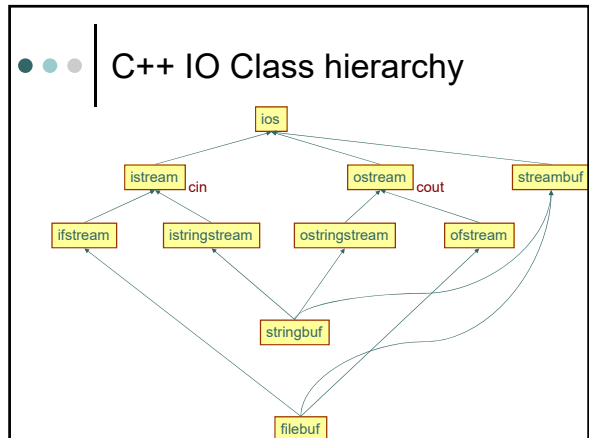 C++ IO Class hierarchy
ios
istream
cin
ostream
cout
streambuf
ifstream
istringstream
ostringstream
ofstream
stringbuf
filebuf